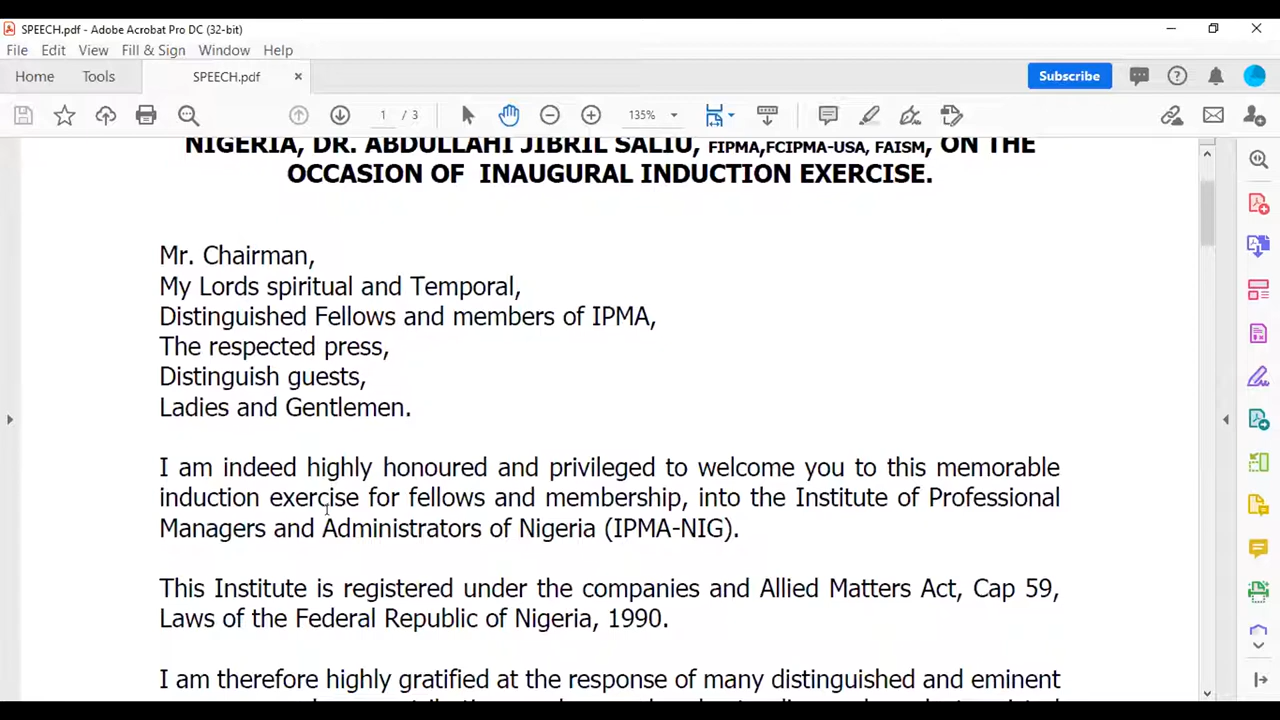 SPEECH.pdf - Adobe Acrobat Pro DC (32-bit)
File Edit View Fill & Sign Window Help
Home Tools SPEECH.pdf × Subscribe
1 / 3 135%
NIGERIA, DR. ABDULLAHI JIBRIL SALIU, FIPMA,FCIPMA-USA, FAISM, ON THE
OCCASION OF INAUGURAL INDUCTION EXERCISE.
Mr. Chairman,
My Lords spiritual and Temporal,
Distinguished Fellows and members of IPMA,
The respected press,
Distinguish guests,
Ladies and Gentlemen.
I am indeed highly honoured and privileged to welcome you to this memorable
induction exercise for fellows and membership, into the Institute of Professional
Managers and Administrators of Nigeria (IPMA-NIG).
This Institute is registered under the companies and Allied Matters Act, Cap 59,
Laws of the Federal Republic of Nigeria, 1990.
I am therefore highly gratified at the response of many distinguished and eminent